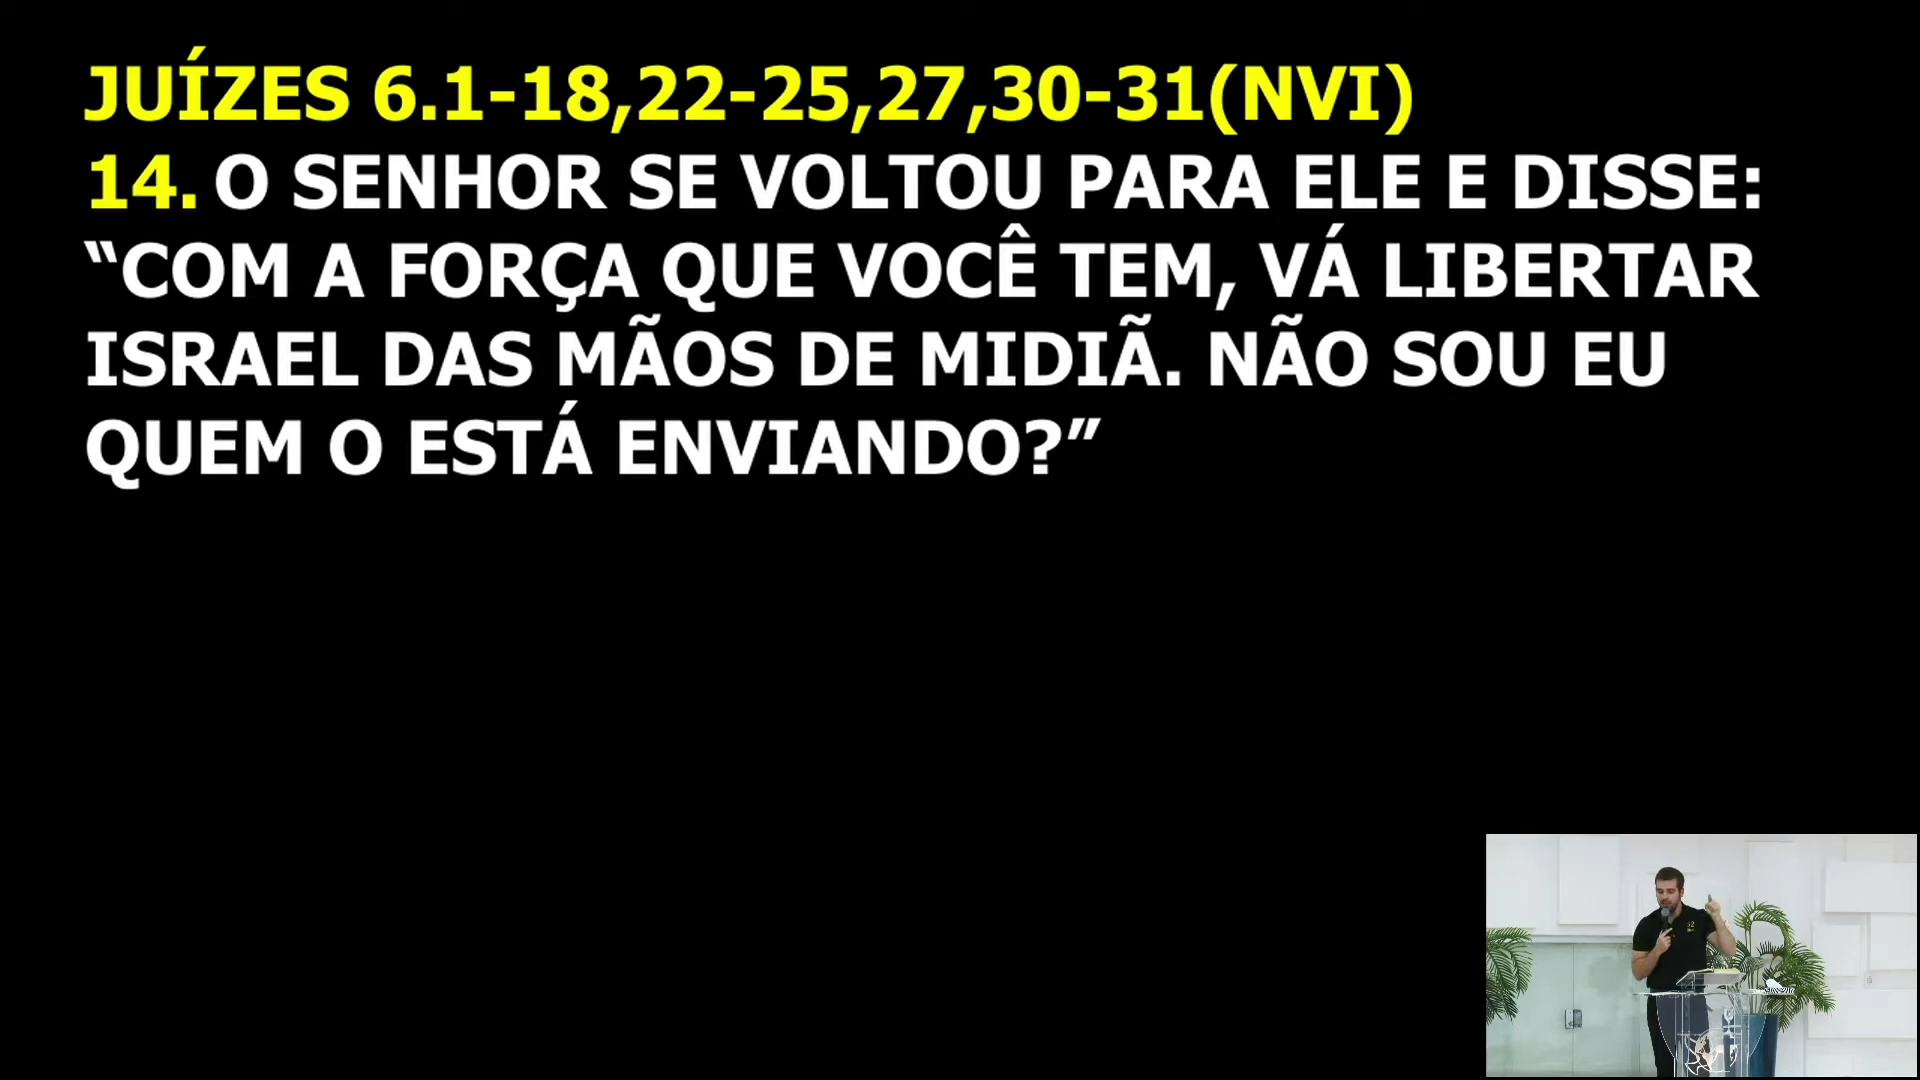 JUÍZES 6.1-18,22-25,27,30-31(NVI)
14. O SENHOR SE VOLTOU PARA ELE E DISSE:
“COM A FORÇA QUE VOCÊ TEM, VÁ LIBERTAR
ISRAEL DAS MÃOS DE MIDIÃ. NÃO SOU EU
QUEM O ESTÁ ENVIANDO?”